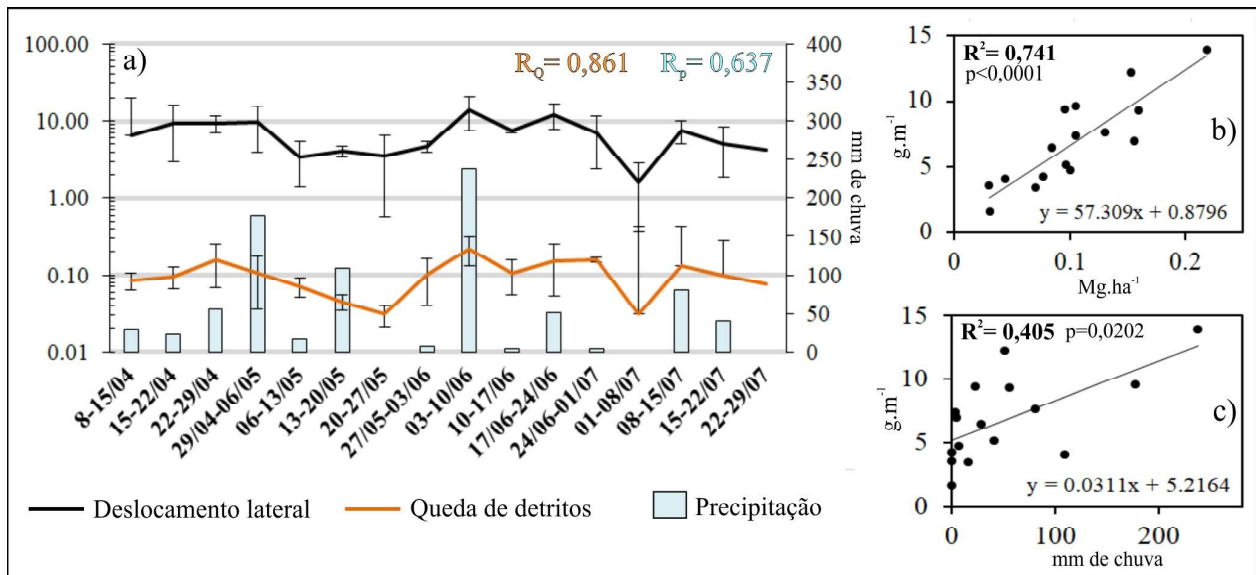 a)
R_Q = 0,861
R_p = 0,637
100.00
10.00
1.00
0.10
0.01
400
350
300
250
200
150
100
50
0
mm de chuva
8-15/04
15-22/04
22-29/04
29/04-06/05
06-13/05
13-20/05
20-27/05
27/05-03/06
03-10/06
10-17/06
17/06-24/06
24/06-01/07
01-08/07
08-15/07
15-22/07
22-29/07
Deslocamento lateral
Queda de detritos
Precipitação
R²= 0,741
p<0,0001
b)
g.m⁻¹
15
10
5
0
y = 57.309x + 0.8796
0
0.1
0.2
Mg.ha⁻¹
R²= 0,405 p=0,0202
c)
g.m⁻¹
15
10
5
0
y = 0.0311x + 5.2164
0
100
200
mm de chuva